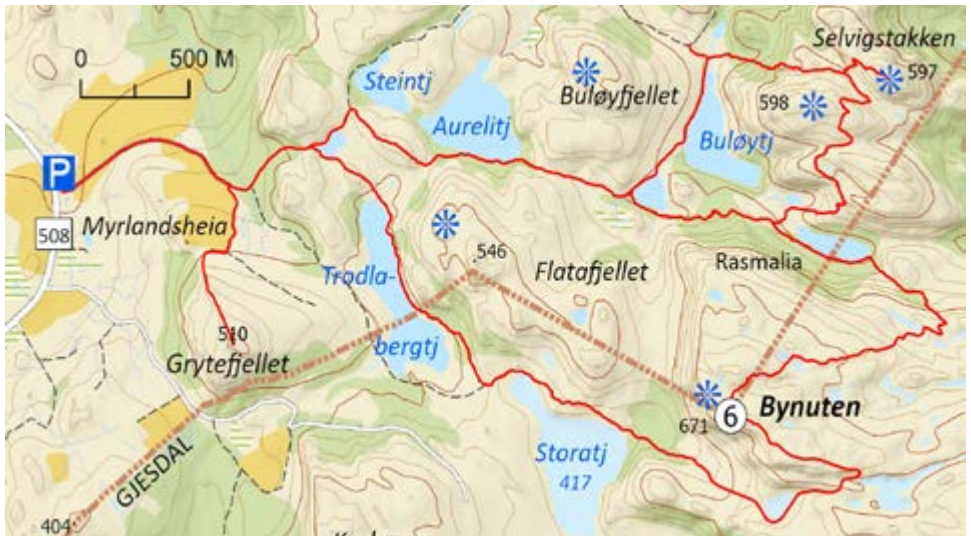 Selvigstakken
0 500 M
597
Steintj
Buløyfjellet
598
Aurelitj
Buløytj
P
Myrlandsheia
508
546
Rasmalia
Trodla-
Flatafjellet
510
Grytefjellet
bergtj
6
Bynuten
671
Storatj
417
GJESDAL
404